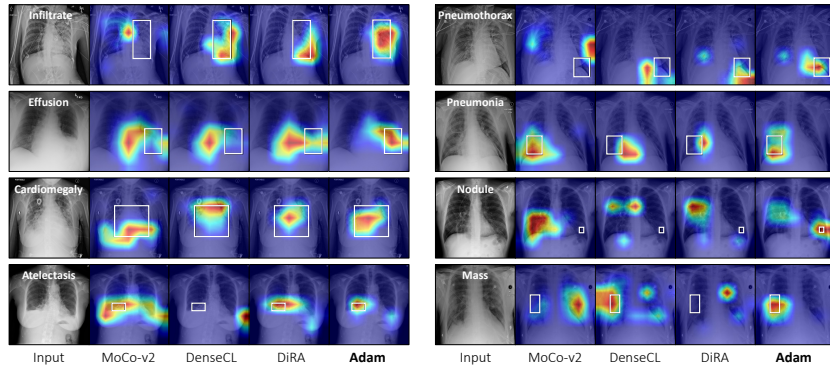 Infiltrate
Effusion
Cardiomegaly
Atelectasis
Input MoCo-v2 DenseCL DiRA Adam
Pneumothorax
Pneumonia
Nodule
Mass
Input MoCo-v2 DenseCL DiRA Adam